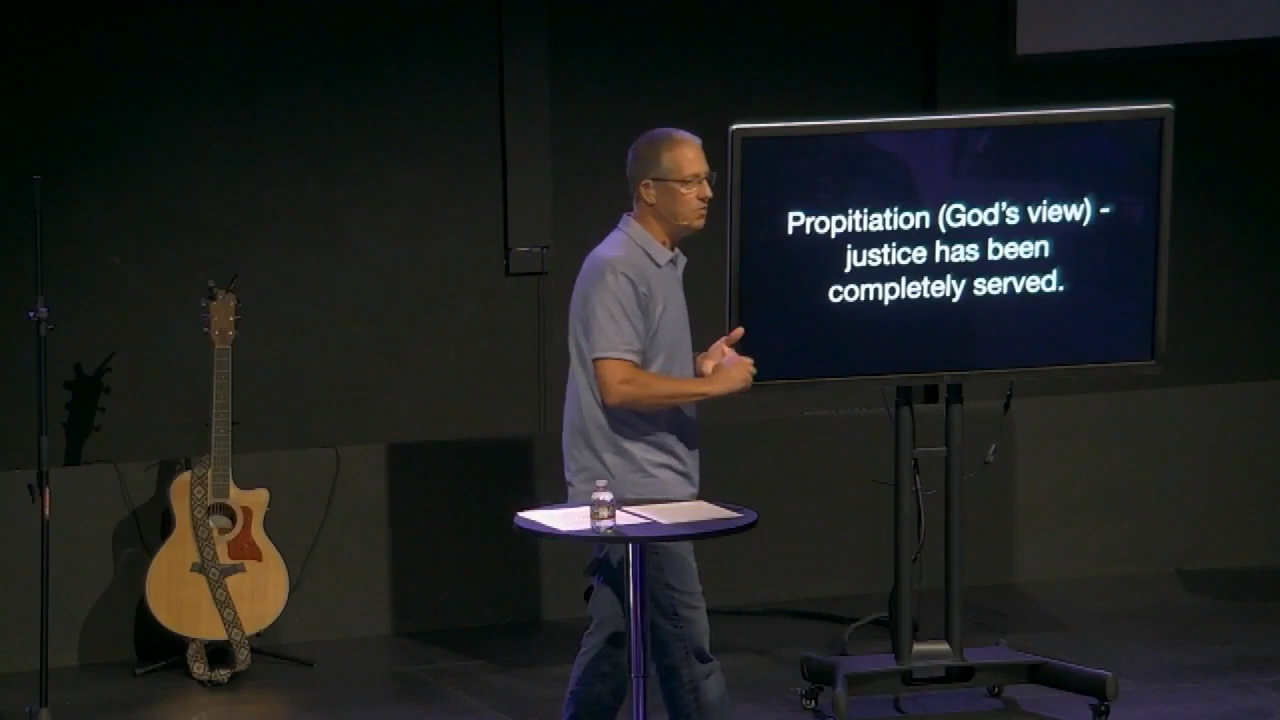 Propitiation (God's view) -
justice has been
completely served.